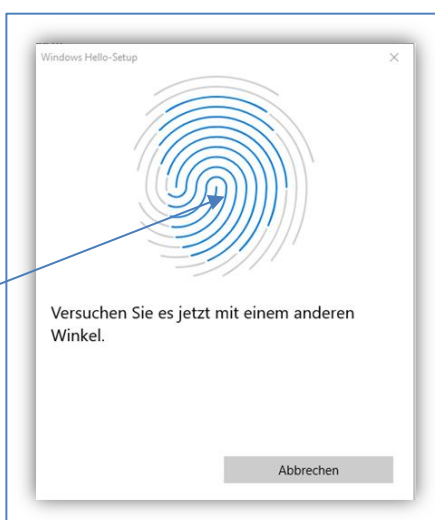 Windows Hello-Setup
Versuchen Sie es jetzt mit einem anderen
Winkel.
Abbrechen